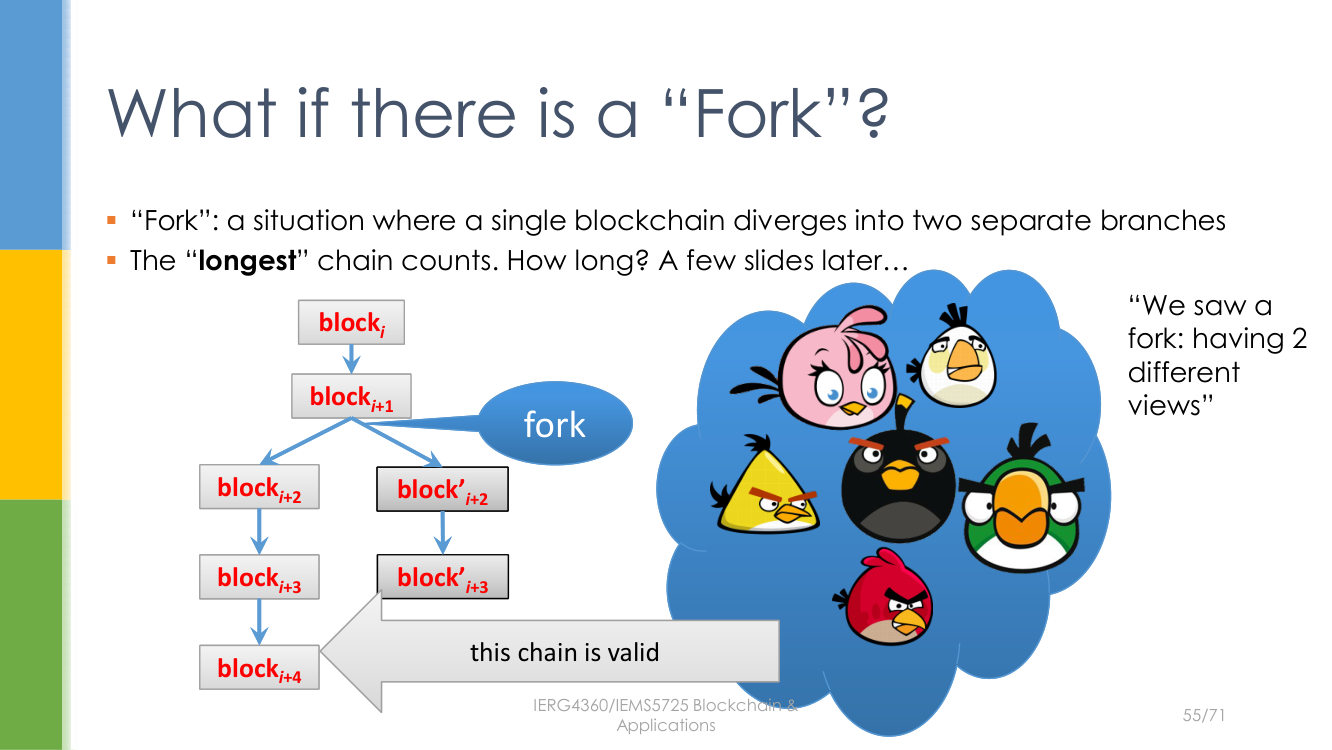 What if there is a “Fork”?
“Fork”: a situation where a single blockchain diverges into two separate branches
The “longest” chain counts. How long? A few slides later…
“We saw a
fork: having 2
different
views”
blocki
blocki+1
fork
blocki+2
block’i+2
blocki+3
block’i+3
blocki+4
this chain is valid
IERG4360/IEMS5725 Blockchain &
Applications
55/71